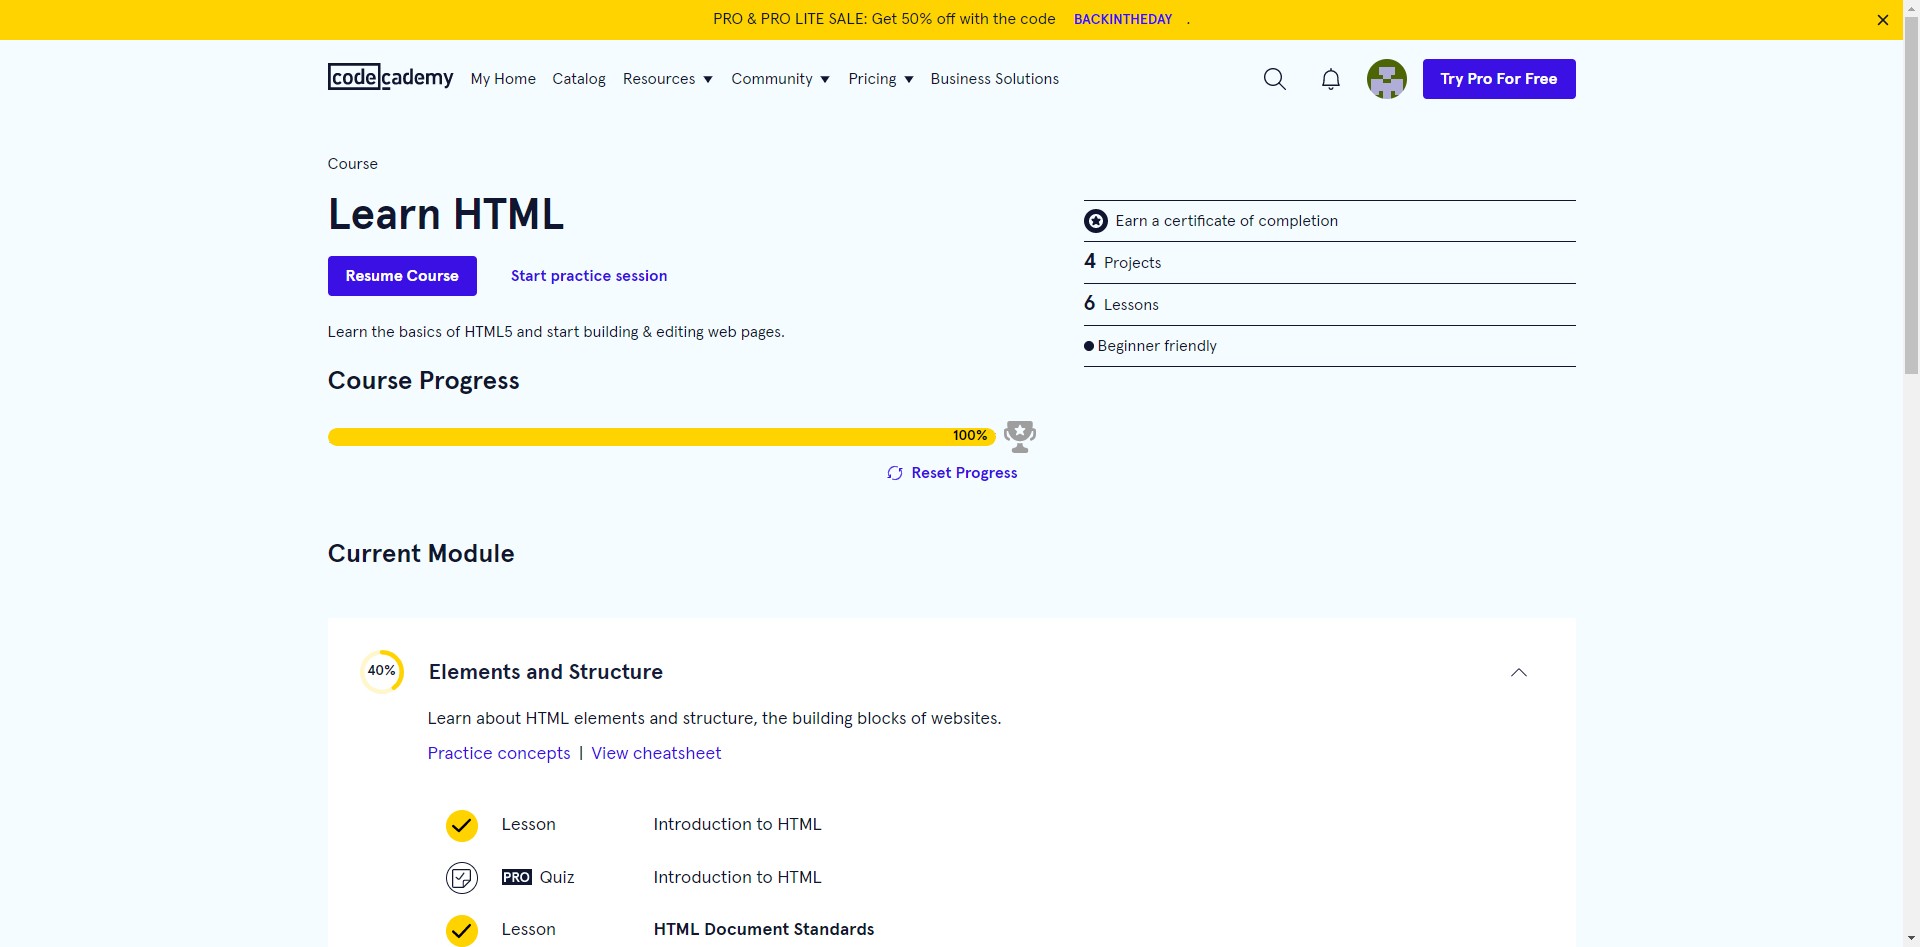 PRO & PRO LITE SALE: Get 50% off with the code BACKINTHEDAY .
codecademy My Home Catalog Resources Community Pricing Business Solutions Try Pro For Free
Course
Learn HTML
Resume Course Start practice session
Learn the basics of HTML5 and start building & editing web pages.
Earn a certificate of completion
4 Projects
6 Lessons
Beginner friendly
Course Progress
100%
Reset Progress
Current Module
40% Elements and Structure
Learn about HTML elements and structure, the building blocks of websites.
Practice concepts | View cheatsheet
Lesson Introduction to HTML
PRO Quiz Introduction to HTML
Lesson HTML Document Standards